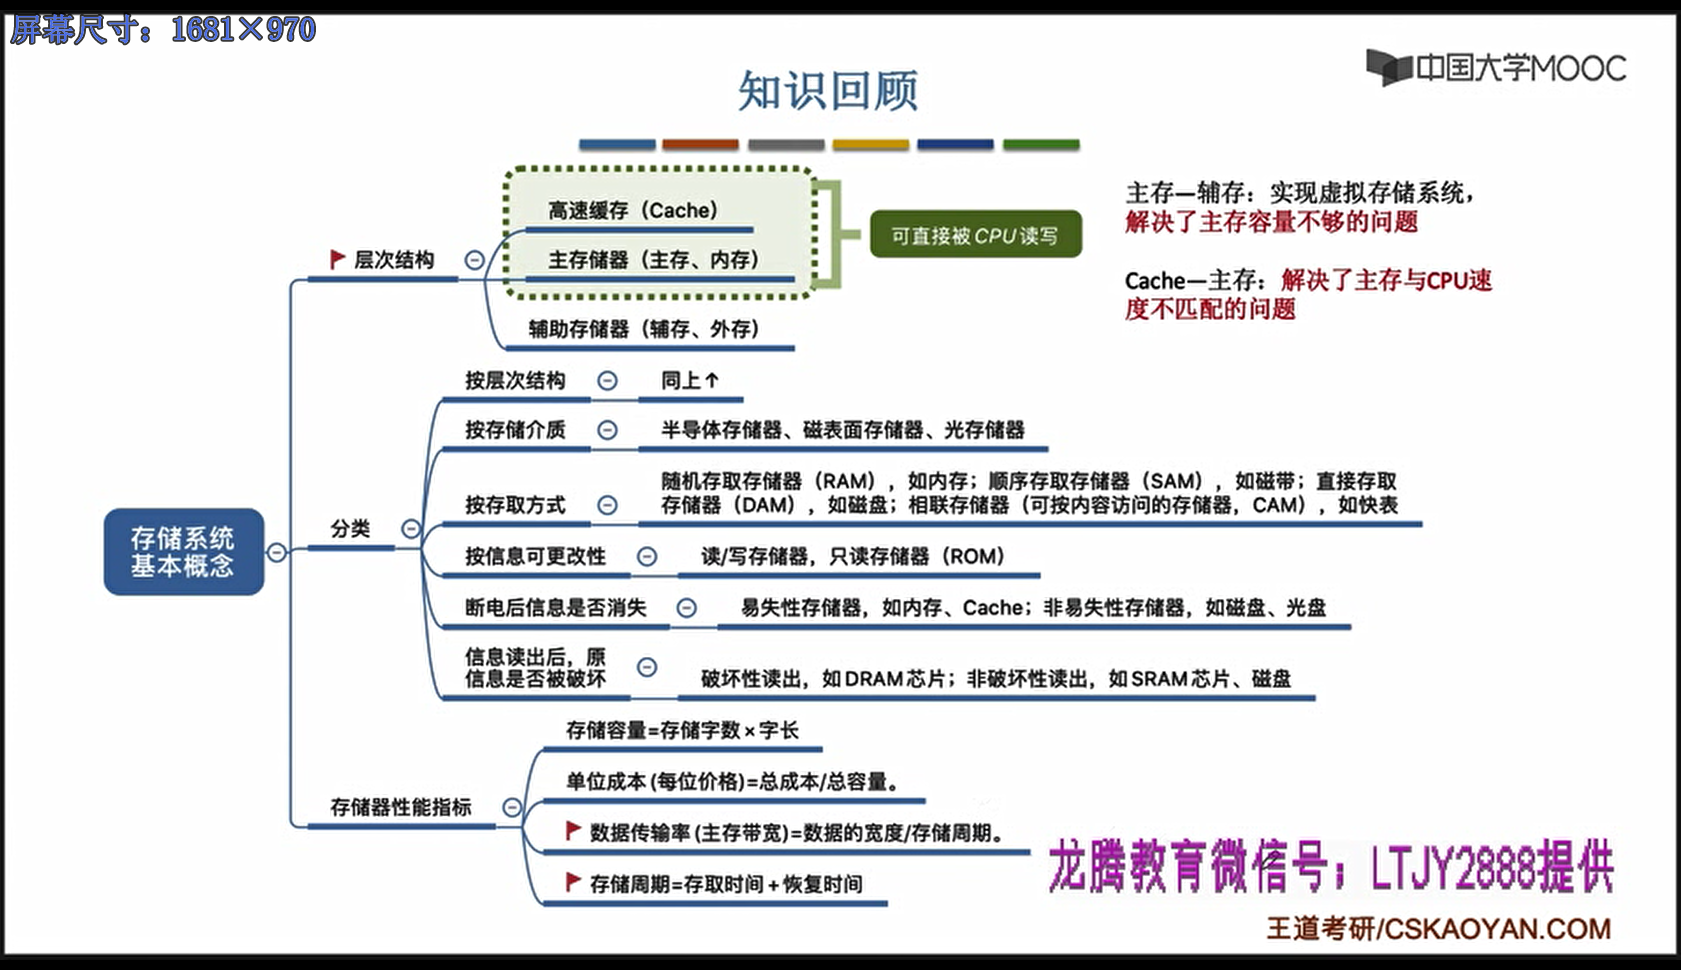 屏幕尺寸：1681×970
中国大学MOOC
知识回顾
高速缓存（Cache）
主存储器（主存、内存）
层次结构
可直接被CPU读写
辅助存储器（辅存、外存）
主存—辅存：实现虚拟存储系统，
解决了主存容量不够的问题
Cache—主存：解决了主存与CPU速
度不匹配的问题
按层次结构
同上↑
按存储介质
半导体存储器、磁表面存储器、光存储器
按存取方式
随机存取存储器（RAM），如内存；顺序存取存储器（SAM），如磁带；直接存取
存储器（DAM），如磁盘；相联存储器（可按内容访问的存储器，CAM），如快表
存储系统
基本概念
分类
按信息可更改性
读/写存储器，只读存储器（ROM）
断电后信息是否消失
易失性存储器，如内存、Cache；非易失性存储器，如磁盘、光盘
信息读出后，原
信息是否被破坏
破坏性读出，如DRAM芯片；非破坏性读出，如SRAM芯片、磁盘
存储器性能指标
存储容量=存储字数×字长
单位成本(每位价格)=总成本/总容量。
数据传输率(主存带宽)=数据的宽度/存储周期。
存储周期=存取时间+恢复时间
龙腾教育微信号：LTJY2888提供
王道考研/CSKAOYAN.COM